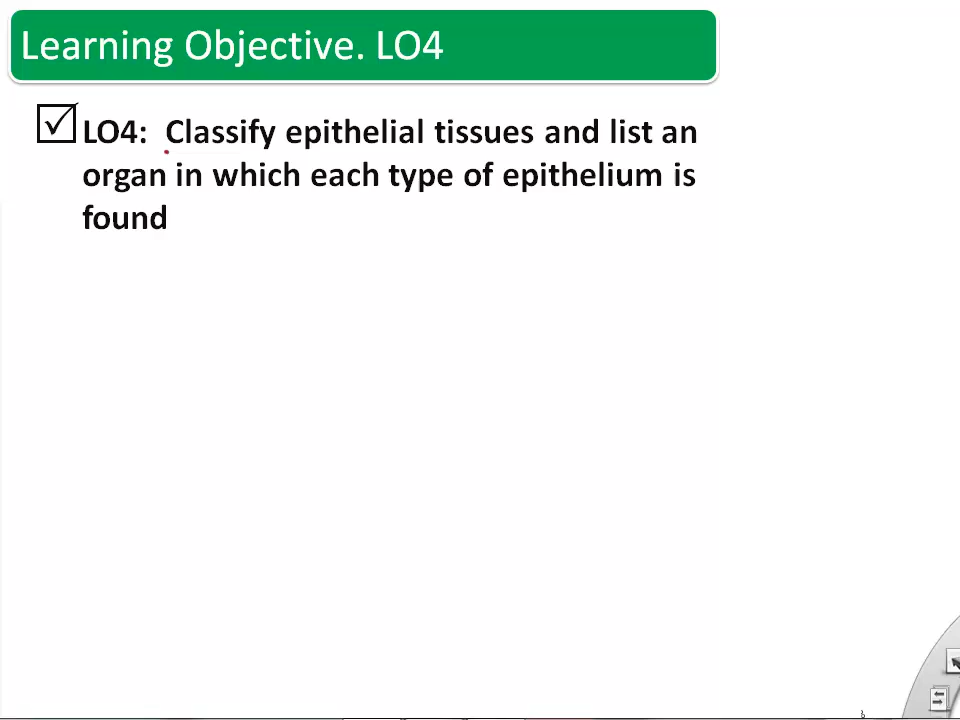 Learning Objective. LO4
LO4: Classify epithelial tissues and list an
organ in which each type of epithelium is
found